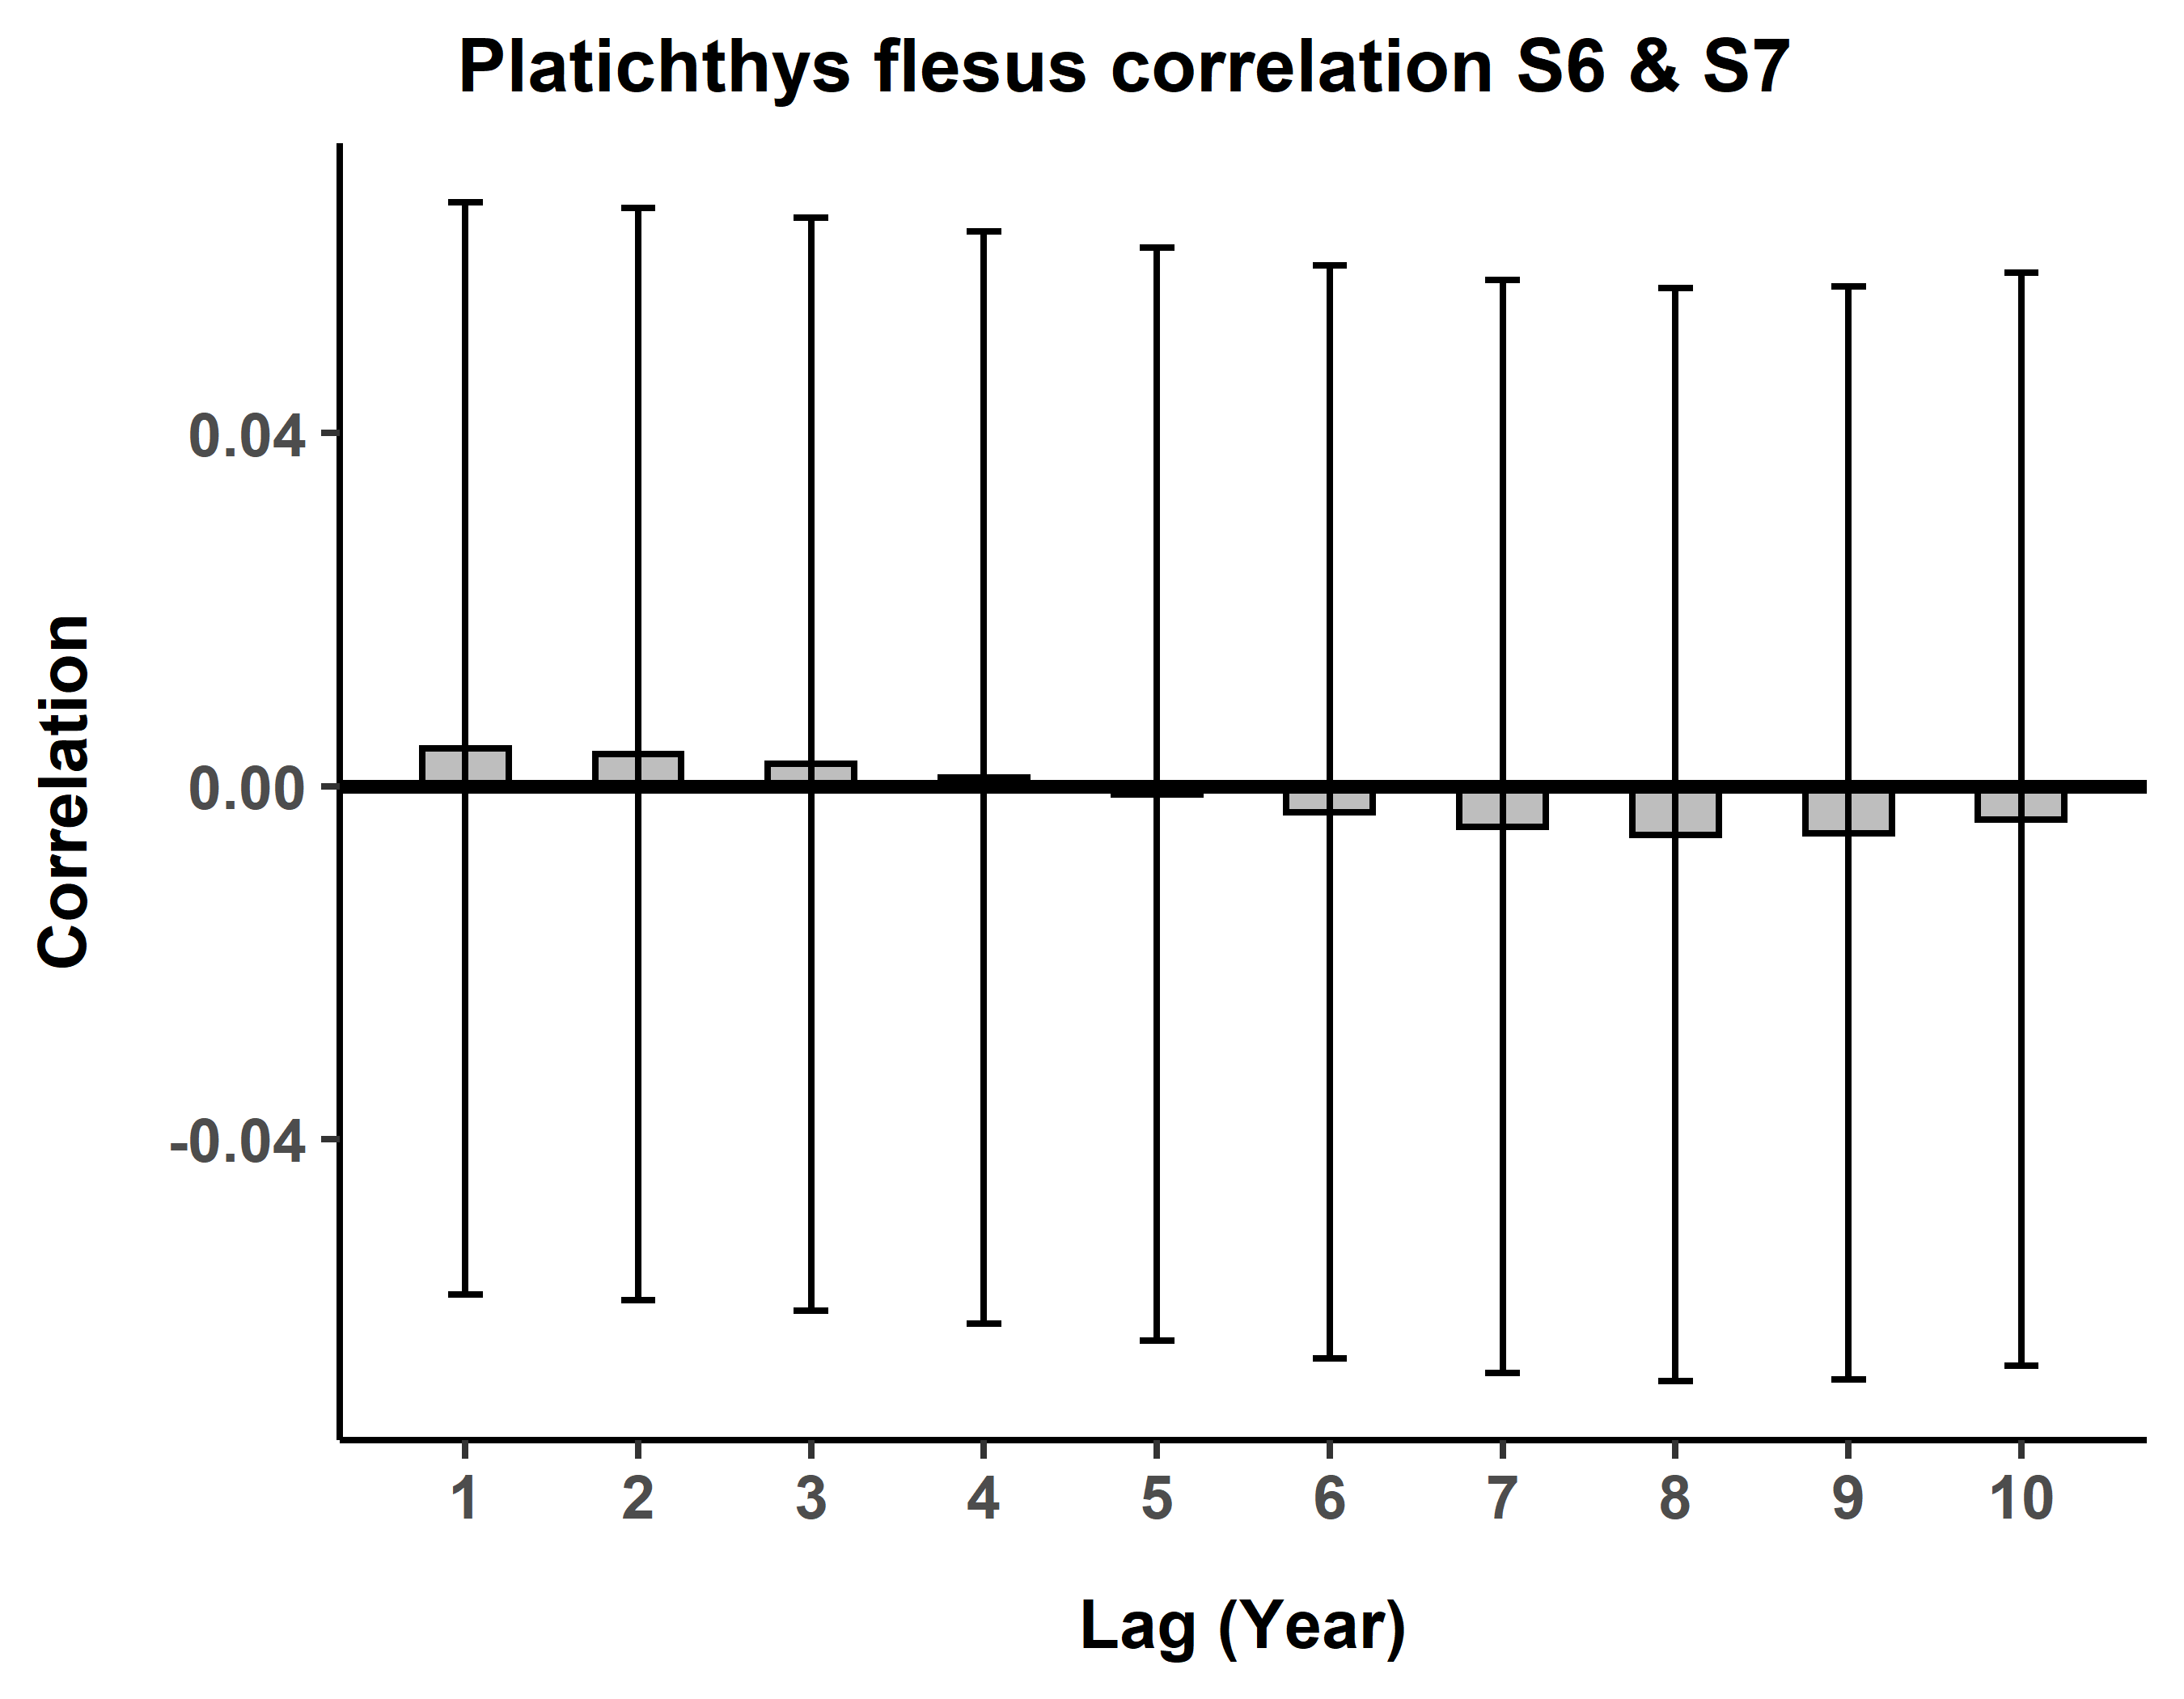 Platichthys flesus correlation S6 & S7
Correlation
0.04
0.00
-0.04
1 2 3 4 5 6 7 8 9 10
Lag (Year)